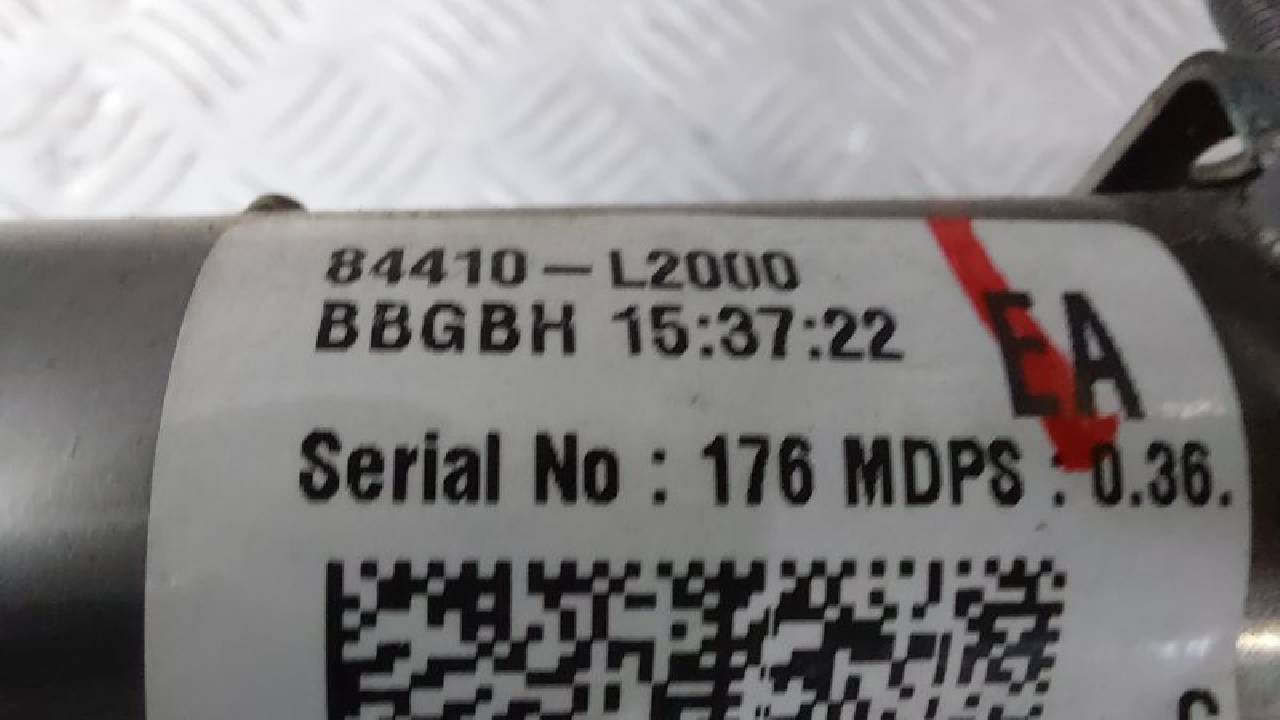 84410-L2000
BBGBH 15:37:22
EA
Serial No : 176 MDPS : 0.36.